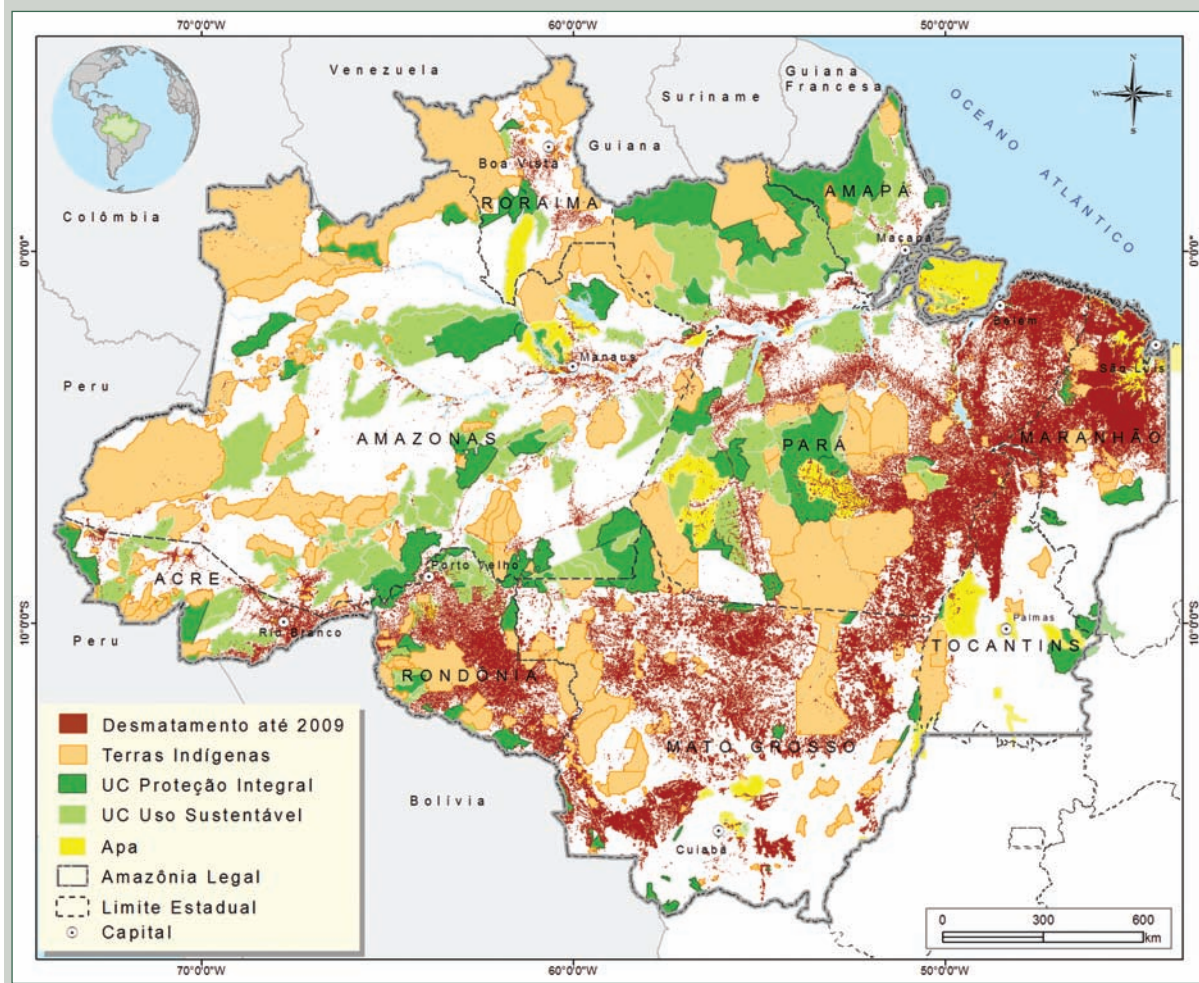 70°0'0"W
60°0'0"W
50°0'0"W
Venezuela
Guiana
Francesa
Suriname
N
W
E
S
OCEANO ATLÂNTICO
Guiana
Boa Vista
RORAIMA
AMAPÁ
Colômbia
Macapá
0°0'0"
0°0'0"
Belém
Manaus
São Luís
Peru
AMAZONAS
PARÁ
MARANHÃO
Porto Velho
ACRE
Rio Branco
Palmas
10°0'0"S
10°0'0"S
Peru
TOCANTINS
RONDÔNIA
MATO GROSSO
Bolívia
Cuiabá
Desmatamento até 2009
Terras Indígenas
UC Proteção Integral
UC Uso Sustentável
Apa
Amazônia Legal
Limite Estadual
Capital
0 300 600
km
70°0'0"W
60°0'0"W
50°0'0"W